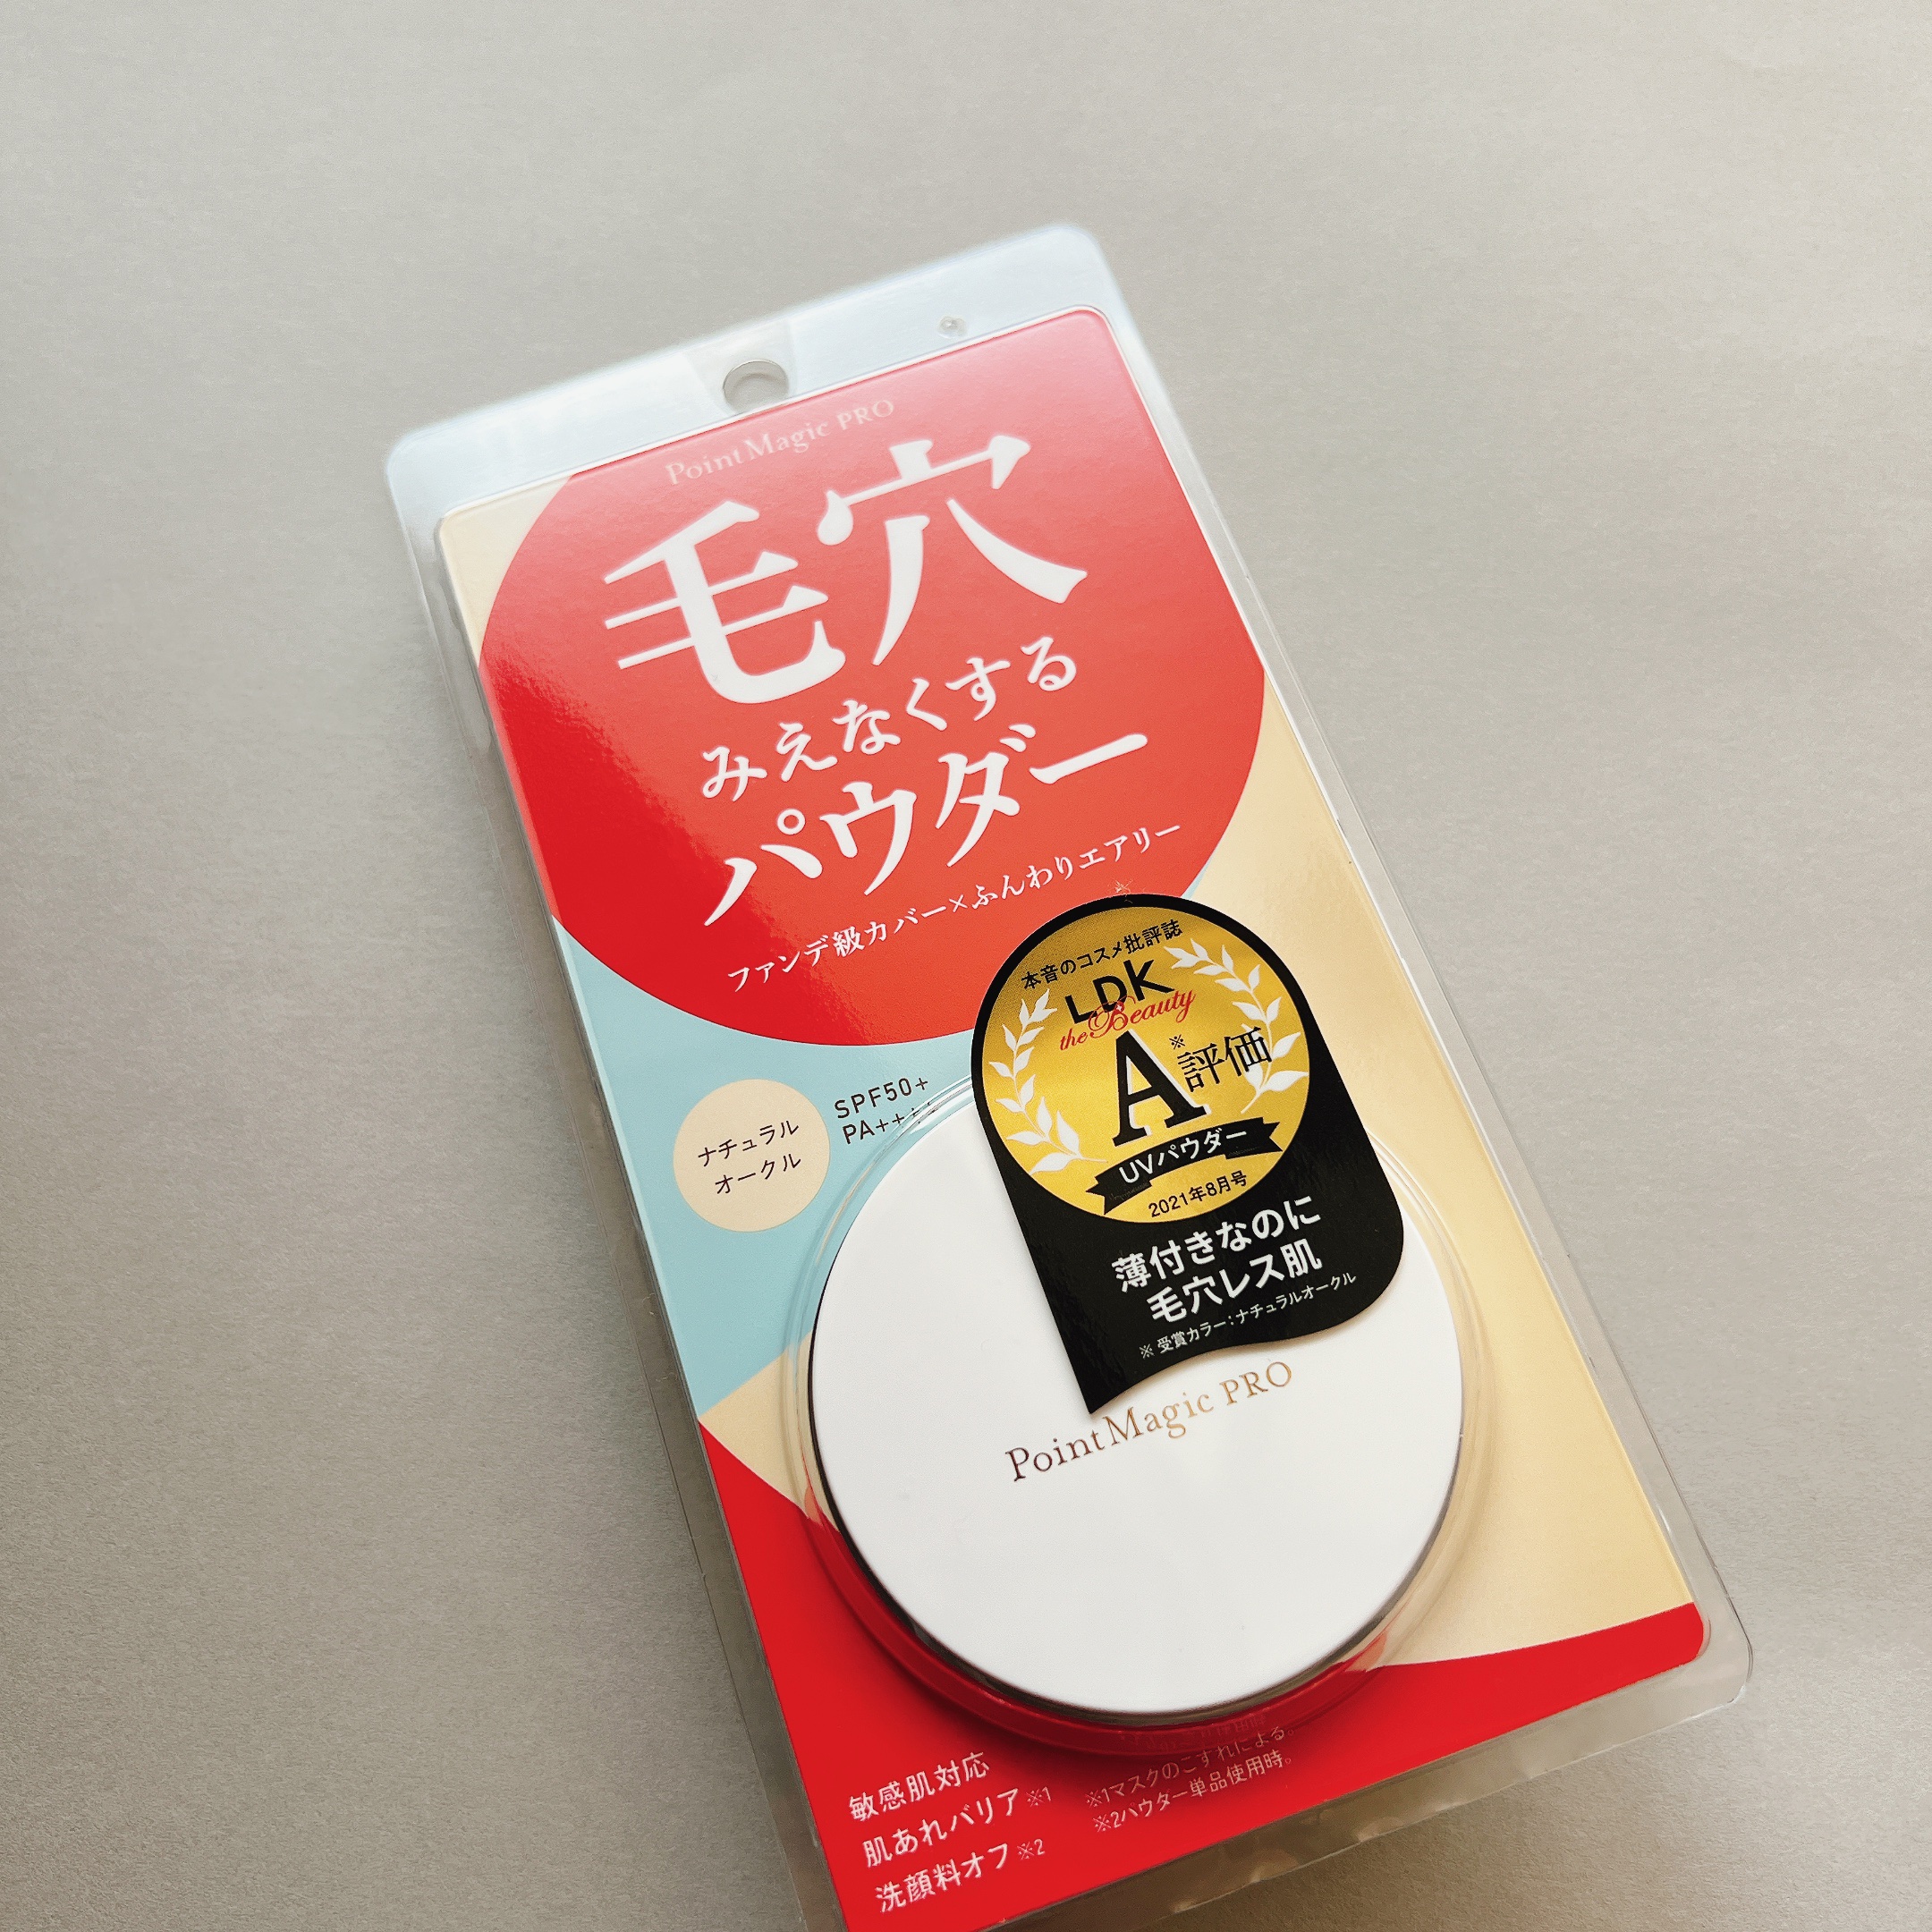 PointMagic PRO
毛穴
みえなくする
パウダー
ファンデ級カバー×ふんわりエアリー
本音のコスメ批評誌
LDK
the Beauty
A※評価
UVパウダー
2021年8月号
薄付きなのに
毛穴レス肌
※ 受賞カラー：ナチュラルオークル
SPF50+
PA++++
ナチュラル
オークル
PointMagic PRO
敏感肌対応
肌あれバリア※1
洗顔料オフ※2
※1マスクのこすれによる。
※2パウダー単品使用時。